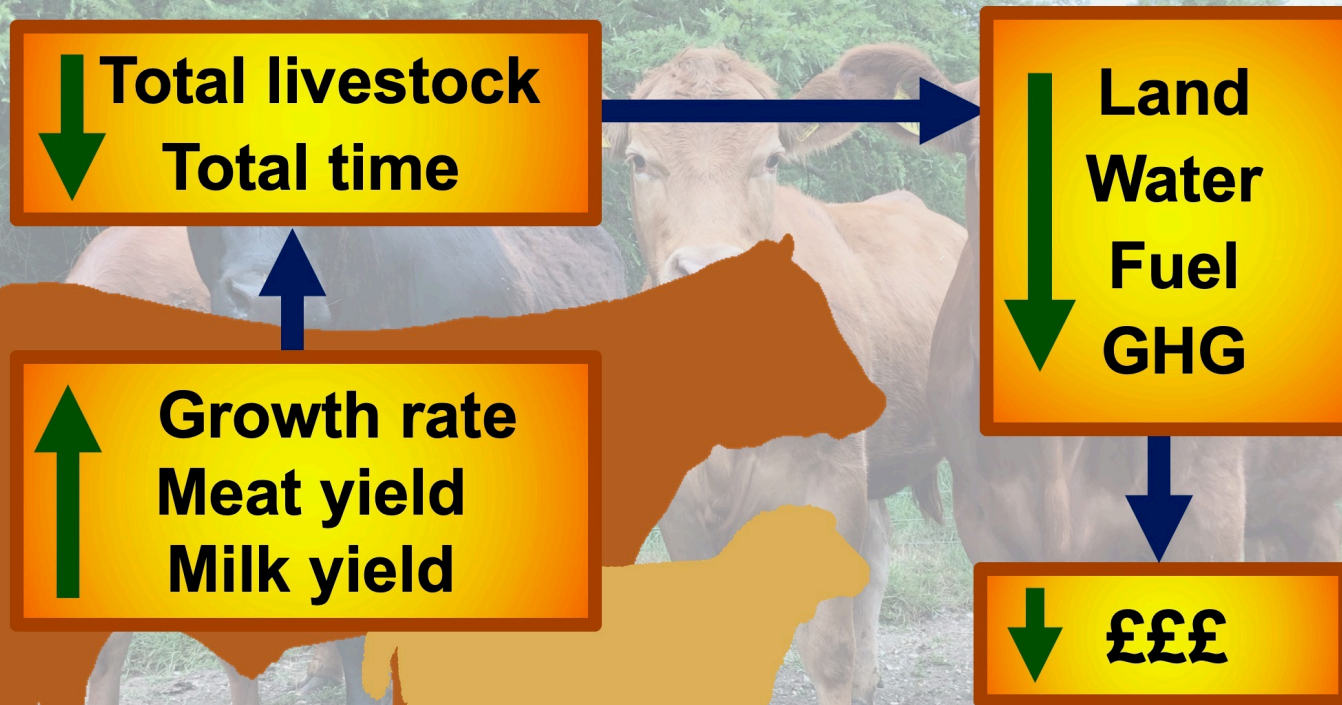 Total livestock
Total time
Land
Water
Fuel
GHG
Growth rate
Meat yield
Milk yield
£££